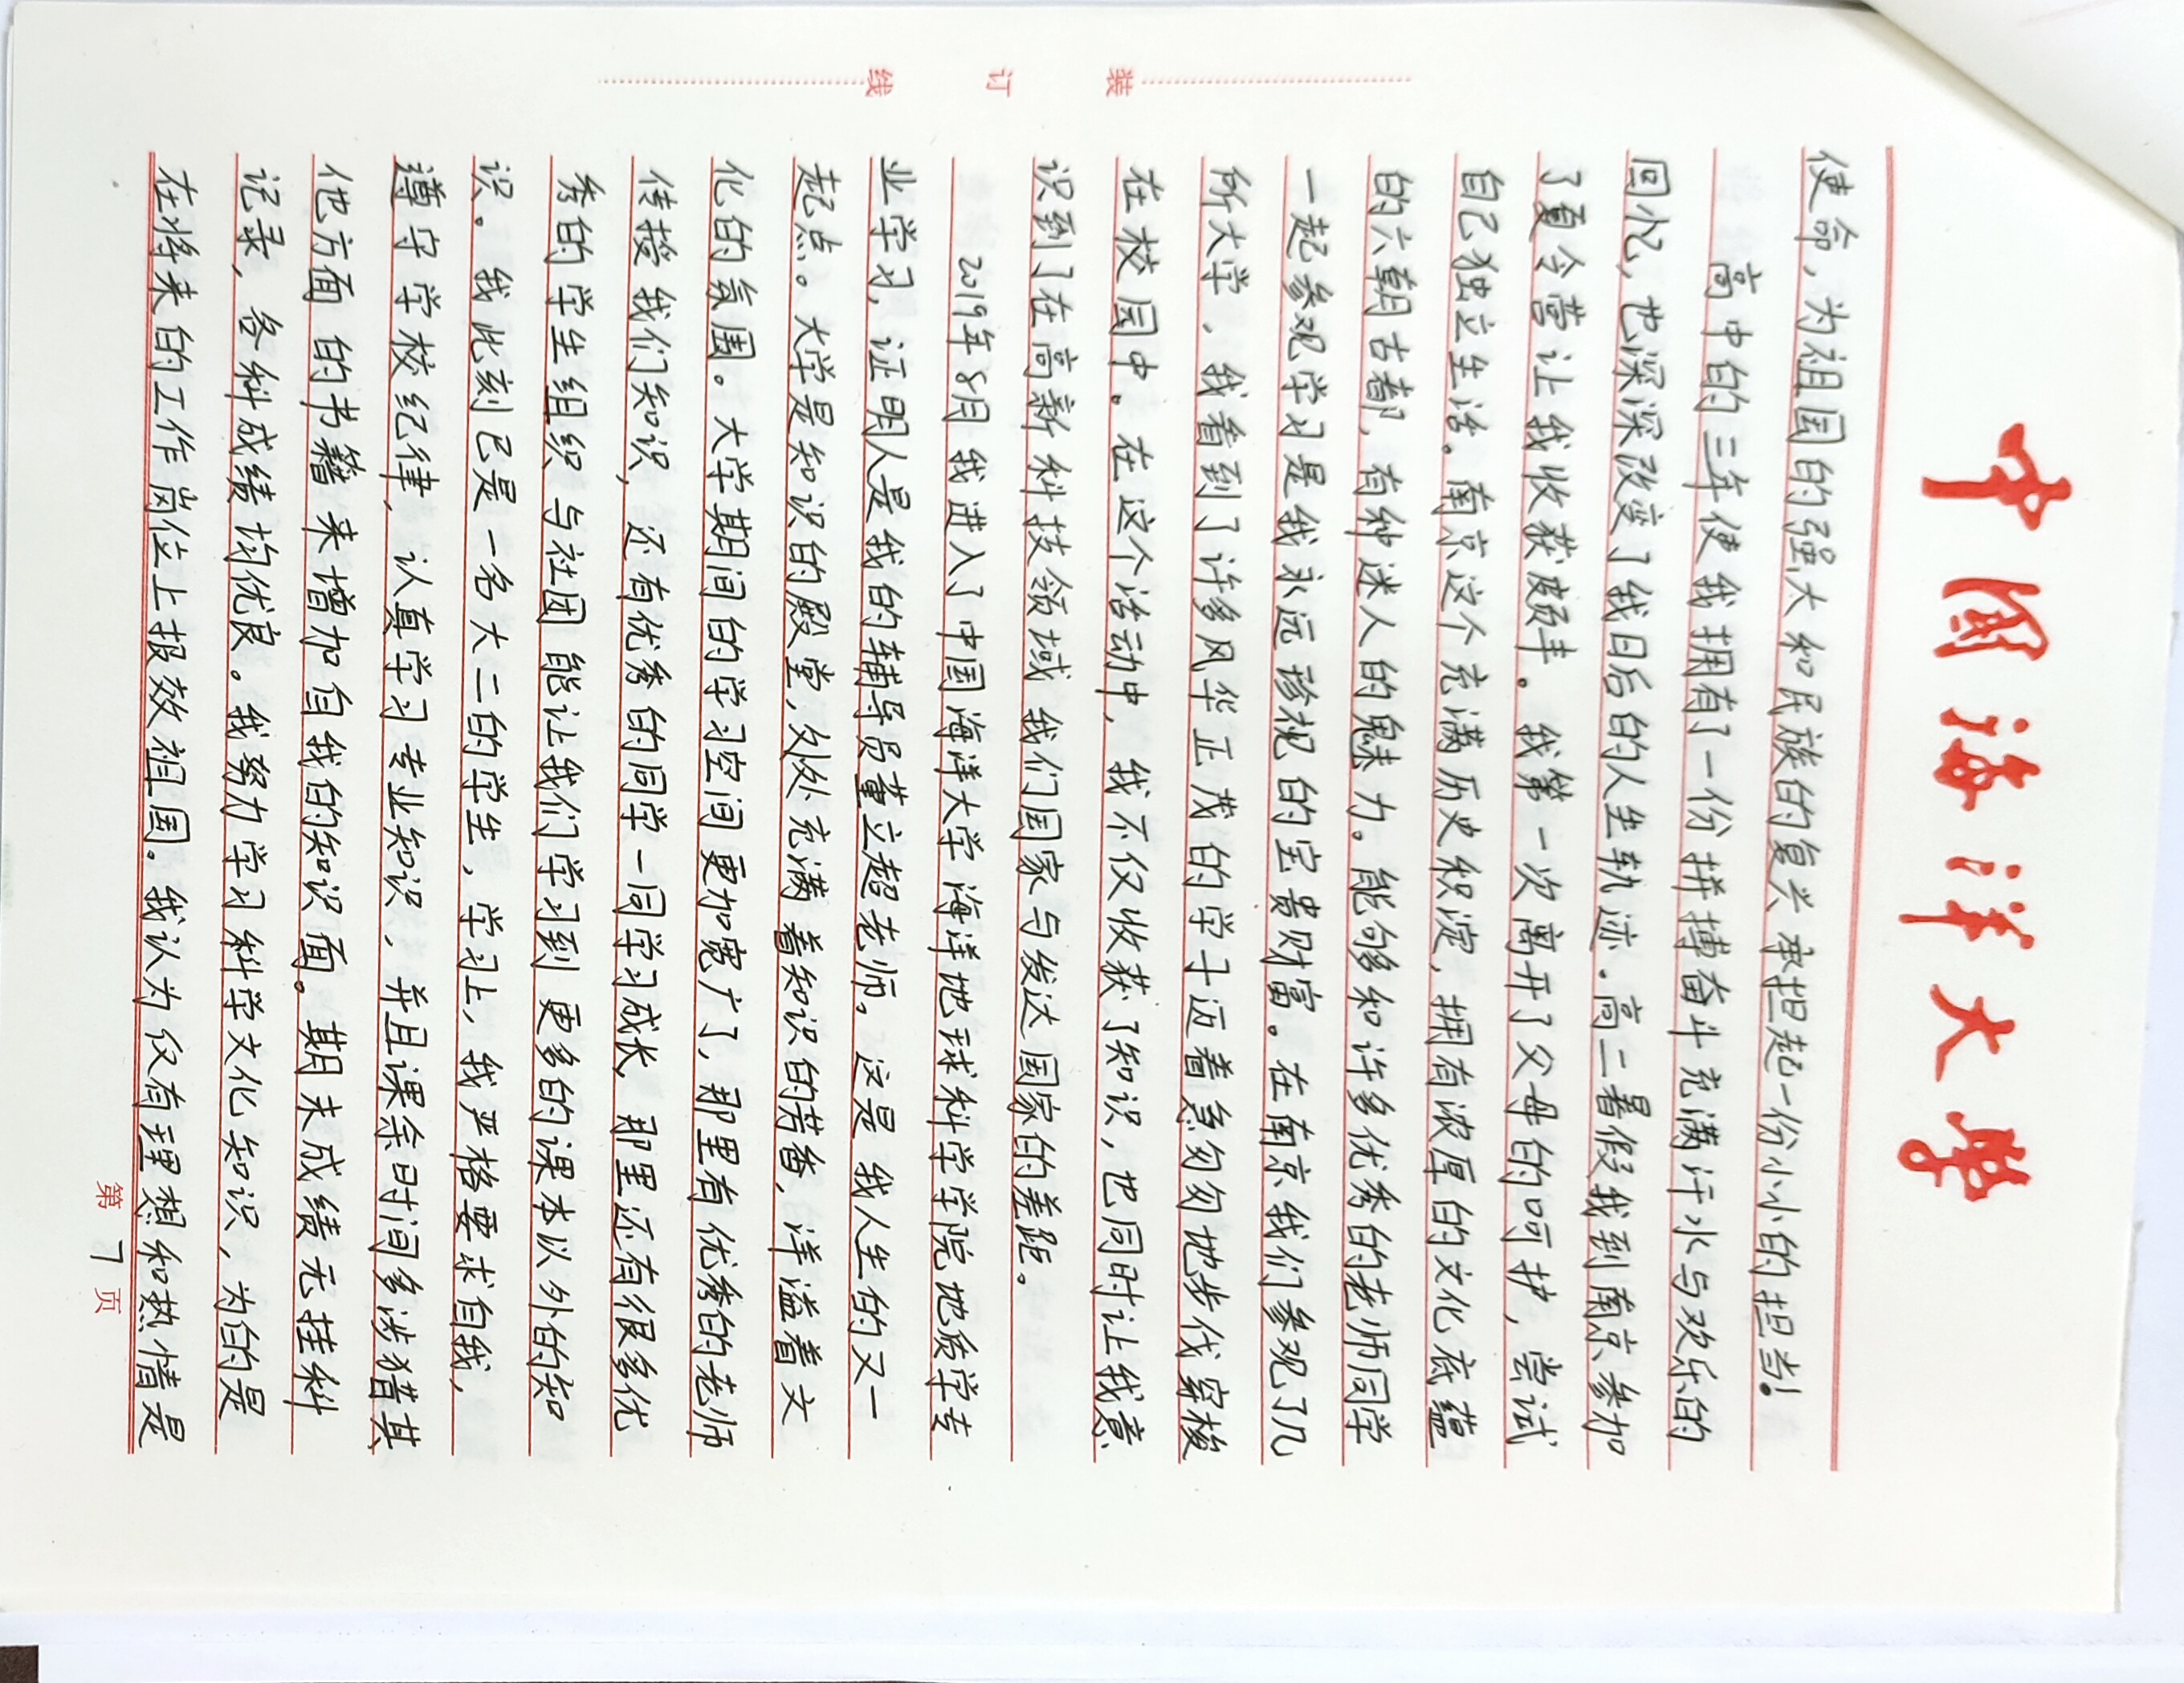 中国海洋大学
使命,为祖国的强大和民族的复兴承担起一份小小的担当!
高中的三年使我拥有了一份拼搏奋斗充满汗水与欢乐的
回忆,也深深改变了我日后的人生轨迹.高二暑假我到南京参加
了夏令营让我收获颇丰。我第一次离开了父母的呵护,尝试
自己独立生活。南京这个充满历史积淀,拥有浓厚的文化底蕴
的六朝古都,有种迷人的魅力。能够和许多优秀的老师同学
一起参观学习是我永远珍视的宝贵财富。在南京我们参观了几
所大学,我看到了许多风华正茂的学子迈着急匆匆地步伐穿梭
在校园中。在这个活动中,我不仅收获了知识,也同时让我意
识到了在高新科技领域我们国家与发达国家的差距。
2019年8月我进入了中国海洋大学海洋地球科学学院地质学专
业学习,证明人是我的辅导员董立超老师。这是我人生的又一
起点。大学是知识的殿堂,处处充满着知识的芳香,洋溢着文
化的氛围。大学期间的学习空间更加宽广了,那里有优秀的老师
传授我们知识,还有优秀的同学一同学习成长,那里还有很多优
秀的学生组织与社团能让我们学习到更多的课本以外的知
识。我此刻已是一名大二的学生,学习上,我严格要求自我,
遵守学校纪律,认真学习专业知识,并且课余时间多涉猎其
他方面的书籍来增加自我的知识面。期末成绩无挂科
记录,各科成绩均优良。我努力学习科学文化知识,为的是
在将来的工作岗位上报效祖国。我认为仅有理想和热情是
第7页
装
订
线